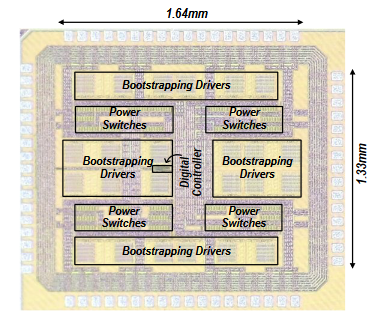 1.64mm
Bootstrapping Drivers
Power
Switches
Power
Switches
Bootstrapping
Drivers
Digital
Controller
Bootstrapping
Drivers
1.33mm
Power
Switches
Power
Switches
Bootstrapping Drivers